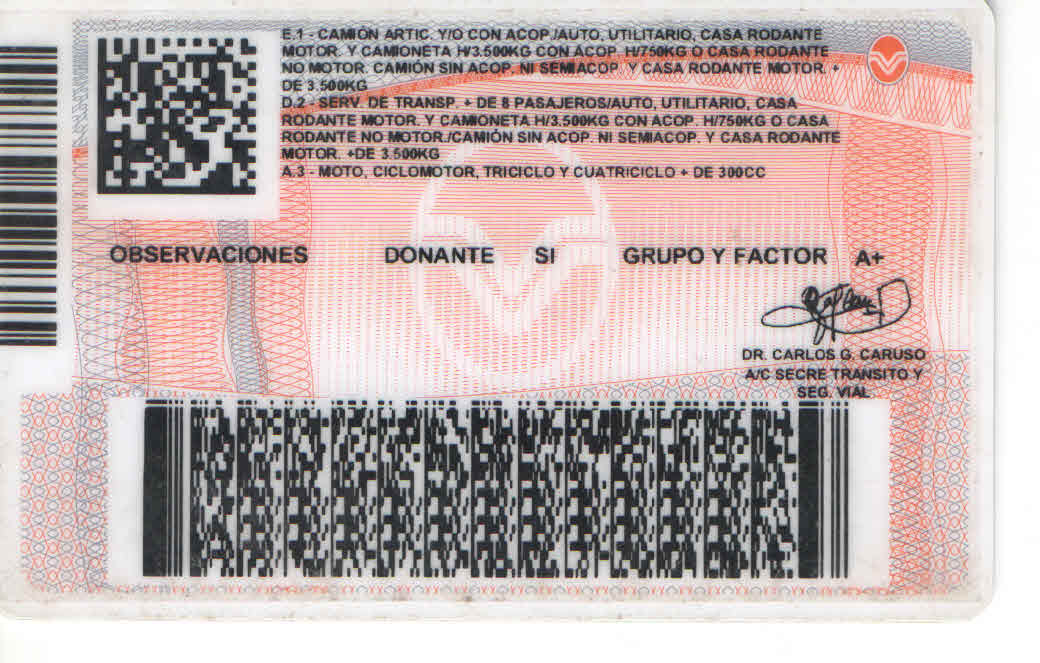 E.1 - CAMIÓN ARTIC. Y/O CON ACOP./AUTO, UTILITARIO, CASA RODANTE
MOTOR. Y CAMIONETA H/3.500KG CON ACOP. H/750KG O CASA RODANTE
NO MOTOR. CAMIÓN SIN ACOP. NI SEMIACOP. Y CASA RODANTE MOTOR. +
DE 3.500KG
D.2 - SERV. DE TRANSP. + DE 8 PASAJEROS/AUTO, UTILITARIO, CASA
RODANTE MOTOR. Y CAMIONETA H/3.500KG CON ACOP. H/750KG O CASA
RODANTE NO MOTOR./CAMIÓN SIN ACOP. NI SEMIACOP. Y CASA RODANTE
MOTOR. +DE 3.500KG
A.3 - MOTO, CICLOMOTOR, TRICICLO Y CUATRICICLO + DE 300CC
OBSERVACIONES DONANTE SI GRUPO Y FACTOR A+
DR. CARLOS G. CARUSO
A/C SECRE TRANSITO Y
SEG. VIAL